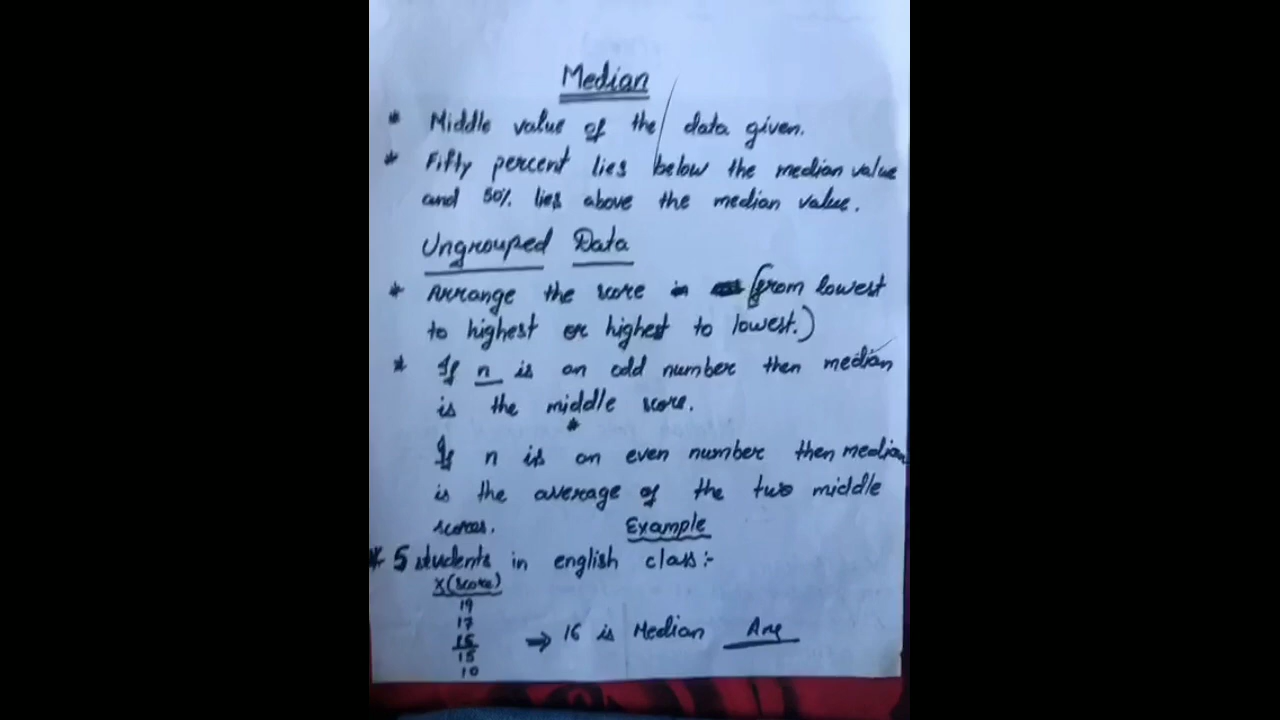 Median
* Middle value of the data given.
* Fifty percent lies below the median value
and 50% lies above the median value.
Ungrouped Data
* Arrange the score in (from lowest
to highest or highest to lowest.)
* If n is an odd number then median
is the middle score.
*
If n is an even number then median
is the average of the two middle
scores. Example
* 5 students in english class:-
X(score)
19
17
16
15
10
⇒ 16 is Median Ans